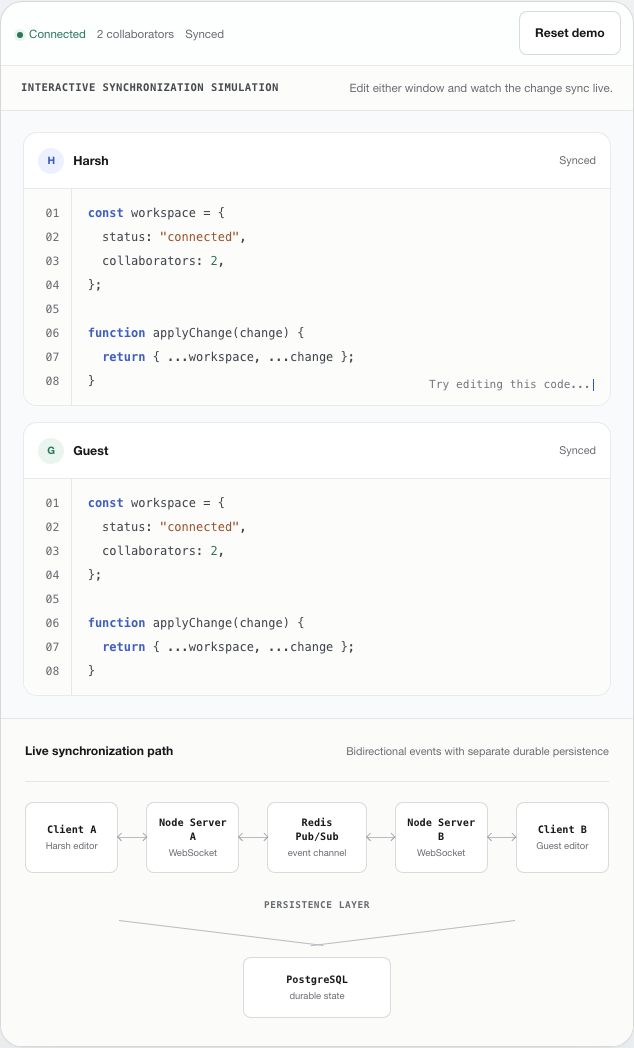 Connected 2 collaborators Synced Reset demo
INTERACTIVE SYNCHRONIZATION SIMULATION Edit either window and watch the change sync live.
H Harsh Synced
01 const workspace = {
02   status: "connected",
03   collaborators: 2,
04 };
05
06 function applyChange(change) {
07   return { ...workspace, ...change };
08 }
Try editing this code...|
G Guest Synced
01 const workspace = {
02   status: "connected",
03   collaborators: 2,
04 };
05
06 function applyChange(change) {
07   return { ...workspace, ...change };
08 }
Live synchronization path Bidirectional events with separate durable persistence
Client A
Harsh editor
Node Server
A
WebSocket
Redis
Pub/Sub
event channel
Node Server
B
WebSocket
Client B
Guest editor
PERSISTENCE LAYER
PostgreSQL
durable state